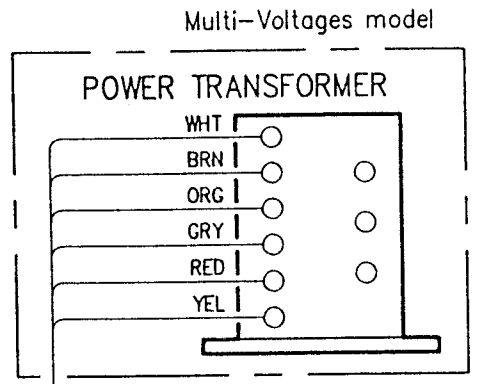 Multi-Voltages model
POWER TRANSFORMER
WHT
BRN
ORG
GRY
RED
YEL